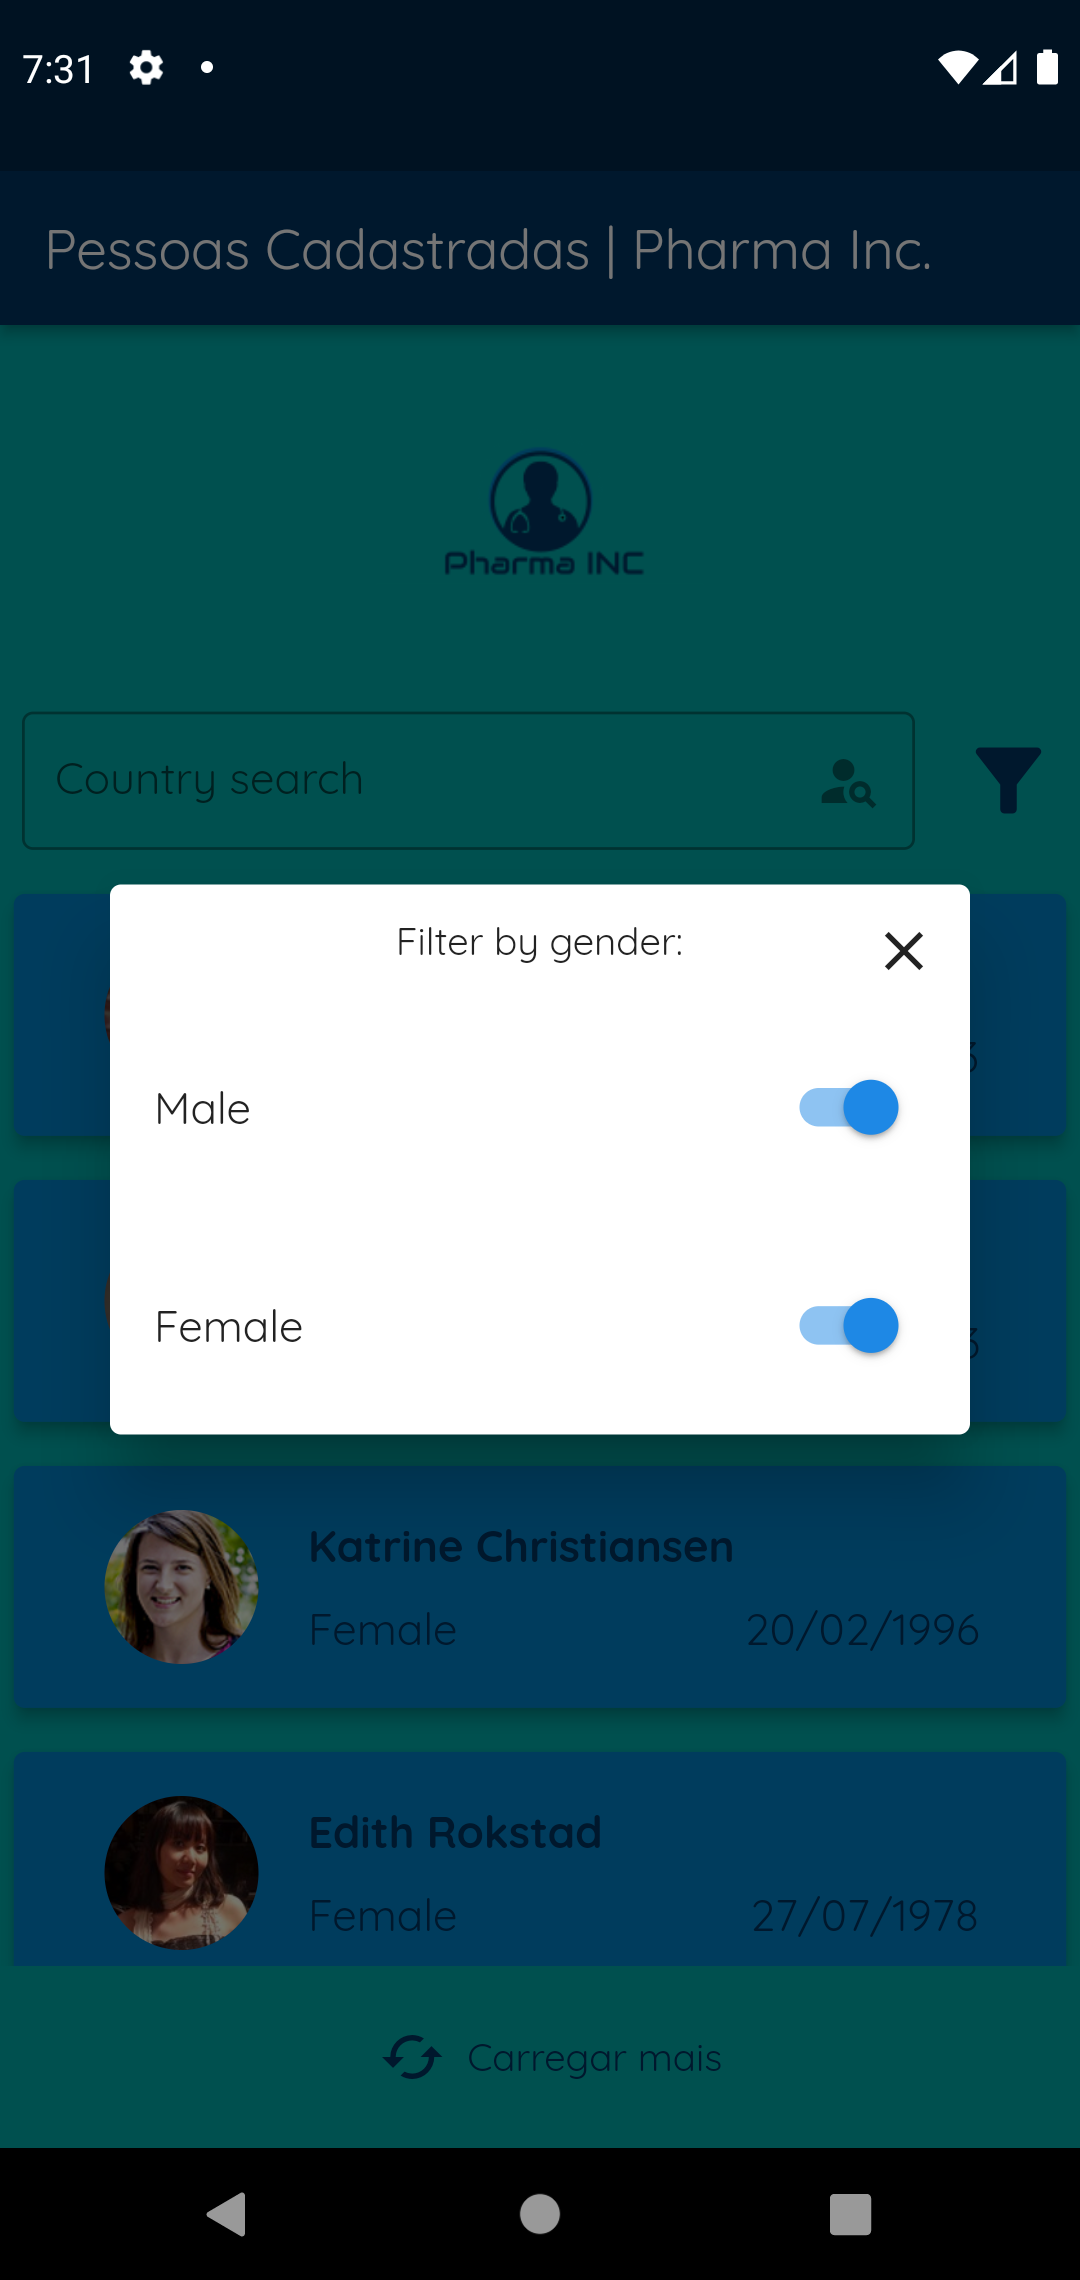 7:31
Pessoas Cadastradas | Pharma Inc.
Pharma INC
Country search
Filter by gender:
Male
Female
Katrine Christiansen
Female 20/02/1996
Edith Rokstad
Female 27/07/1978
Carregar mais